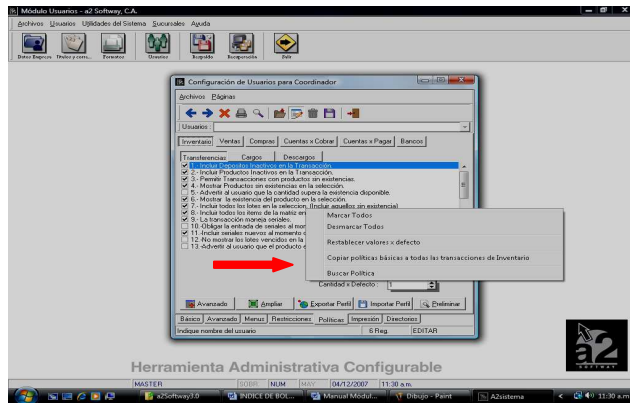 Módulo Usuarios - a2 Softway, C.A.
Archivos Usuarios Utilidades del Sistema Sucursales Ayuda
Datos Empresa Títulos y corre... Formatos Usuarios Respaldo Recuperación Salir
Configuración de Usuarios para Coordinador
Archivos Páginas
Usuarios :
Inventario Ventas Compras Cuentas x Cobrar Cuentas x Pagar Bancos
Transferencias Cargos Descargos
1.- Incluir Depositos Inactivos en la Transacción.
2.- Incluir Productos Inactivos en la Transacción.
3.- Permitir Transacciones con productos sin existencias.
4.- Mostrar Productos sin existencias en la selección.
5.- Advertir al usuario que la cantidad supera la existencia disponible.
6.- Mostrar la existencia del producto en la selección.
7.- Incluir todos los lotes en la seleccion. (Incluir aquellos sin existencia)
8.- Incluir todos los items de la matriz en
9.- La transacción maneja seriales.
10.-Obligar la entrada de seriales al mom
11.-Incluir seriales nuevos al momento d
12.-No mostrar los lotes vencidos en la
13.-Advertir al usuario que el producto e
Marcar Todos
Desmarcar Todos
Restablecer valores x defecto
Copiar políticas básicas a todas las transacciones de Inventario
Buscar Política
Cantidad x Defecto : 1
Avanzado Ampliar Exportar Perfil Importar Perfil Preliminar
Básico Avanzado Menus Restricciones Políticas Impresión Directorios
Indique nombre del usuario 6 Reg. EDITAR
Herramienta Administrativa Configurable
a2
SOFTWAY
MASTER SOBR NUM MAY 04/12/2007 11:30 a.m.
a2Softway3.0 INDICE DE BOL... Manual Módul... Dibujo - Paint A2sistema 11:30 a.m.